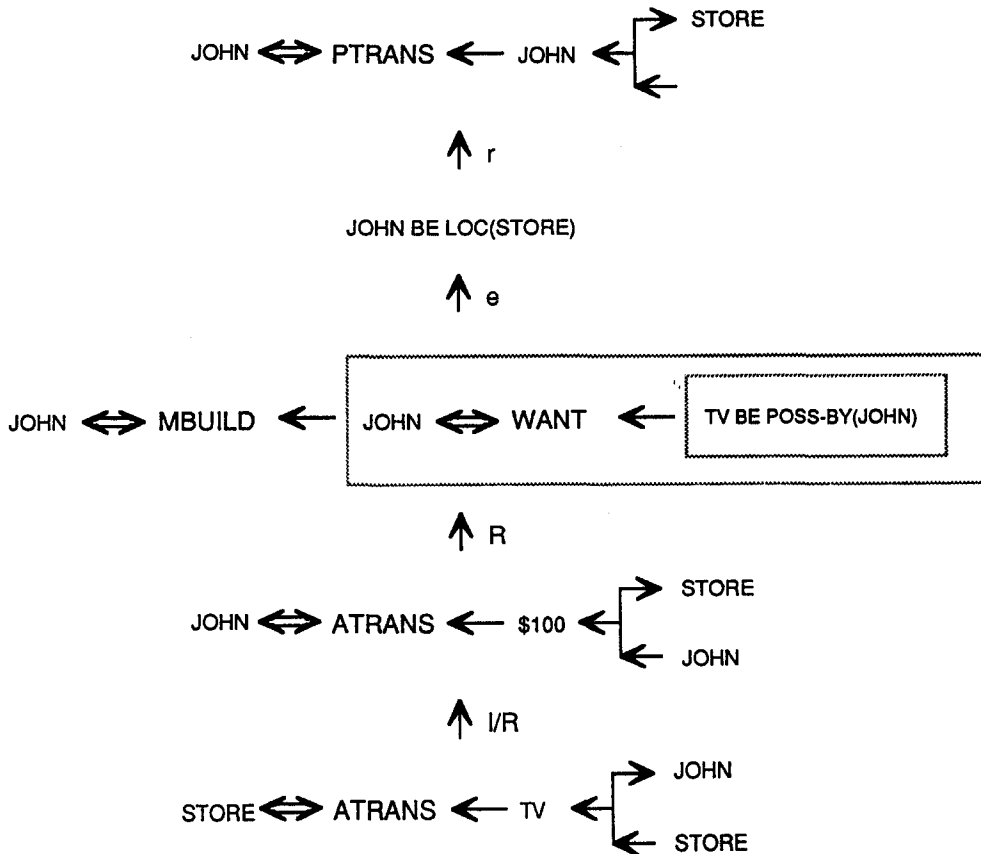 STORE
JOHN PTRANS JOHN
r
JOHN BE LOC(STORE)
e
JOHN MBUILD JOHN WANT TV BE POSS-BY(JOHN)
R
STORE
JOHN ATRANS $100
JOHN
I/R
JOHN
STORE ATRANS TV
STORE